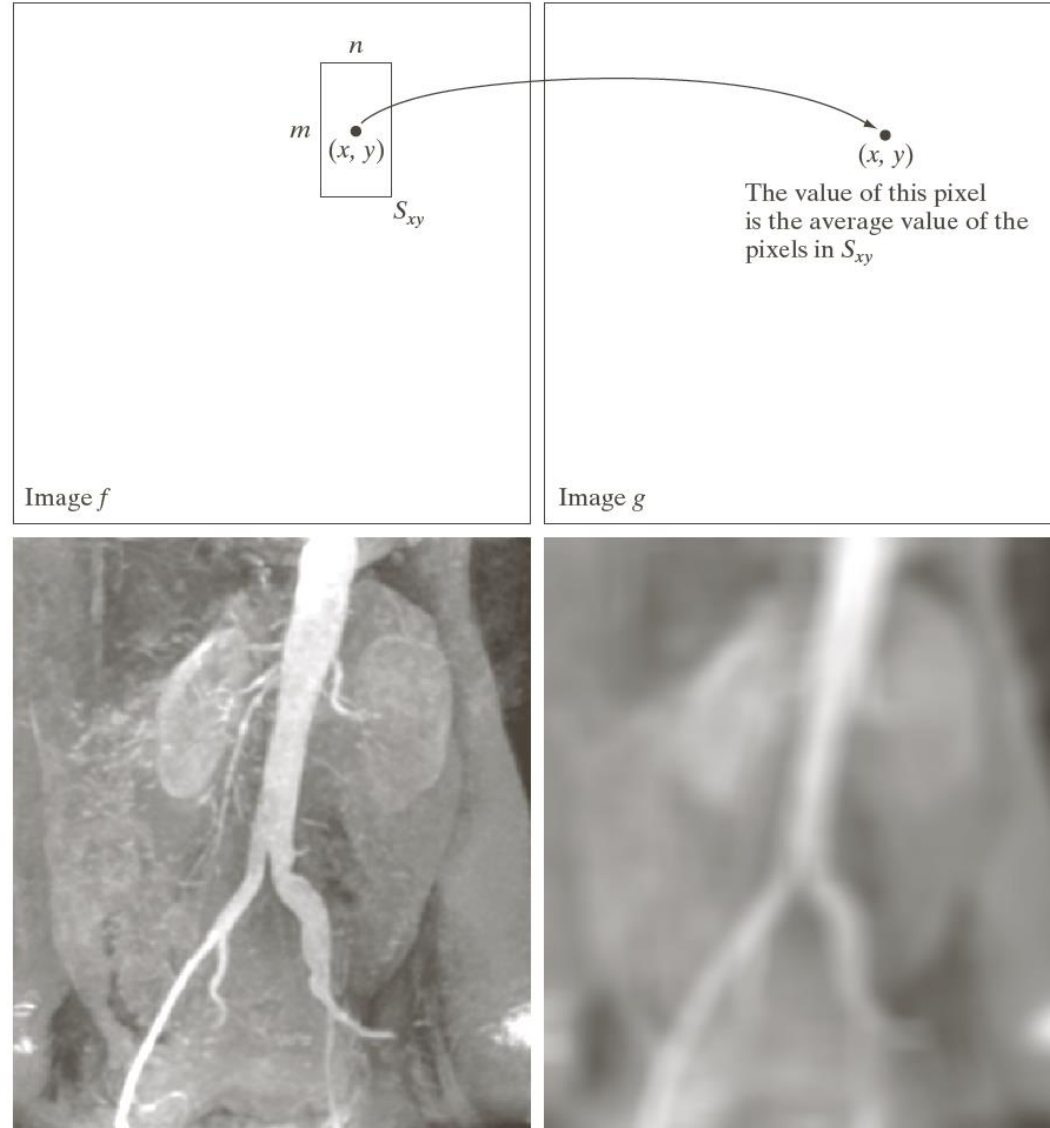 n
m
(x, y)
S_xy
Image f
(x, y)
The value of this pixel
is the average value of the
pixels in S_xy
Image g